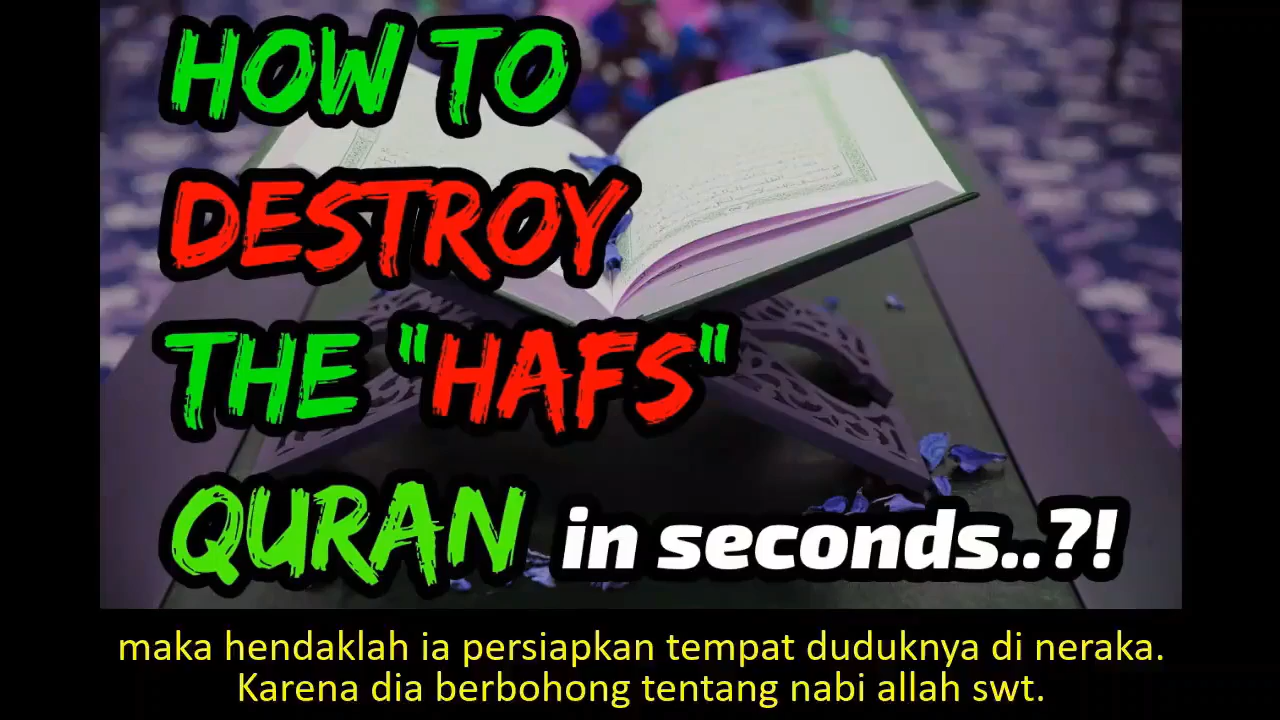 HOW TO
DESTROY
THE "HAFS"
QURAN in seconds..?!
maka hendaklah ia persiapkan tempat duduknya di neraka.
Karena dia berbohong tentang nabi allah swt.